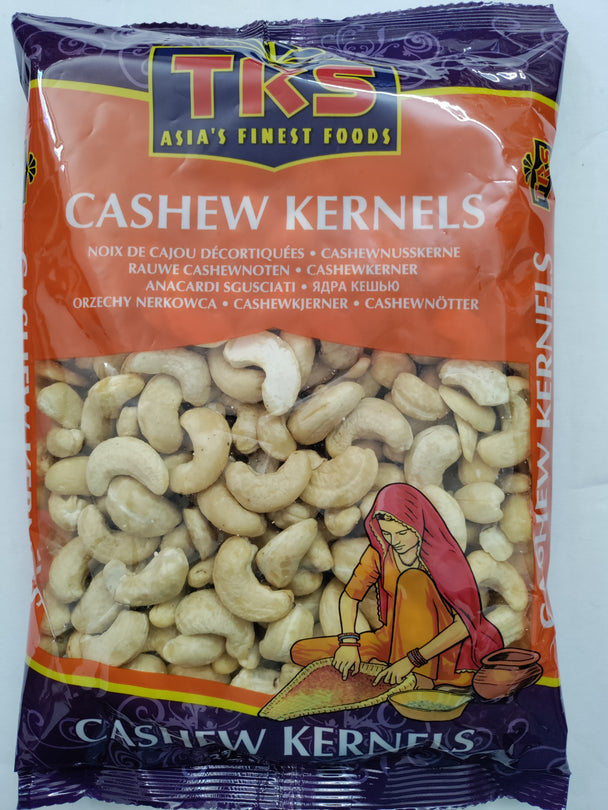 TKS
ASIA'S FINEST FOODS
CASHEW KERNELS
NOIX DE CAJOU DÉCORTIQUÉES • CASHEWNUSSKERNE
RAUWE CASHEWNOTEN • CASHEWKERNER
ANACARDI SGUSCIATI • ЯДРА КЕШЬЮ
ORZECHY NERKOWCA • CASHEWKJERNER • CASHEWNÖTTER
CASHEW KERNELS
CASHEW KERNELS